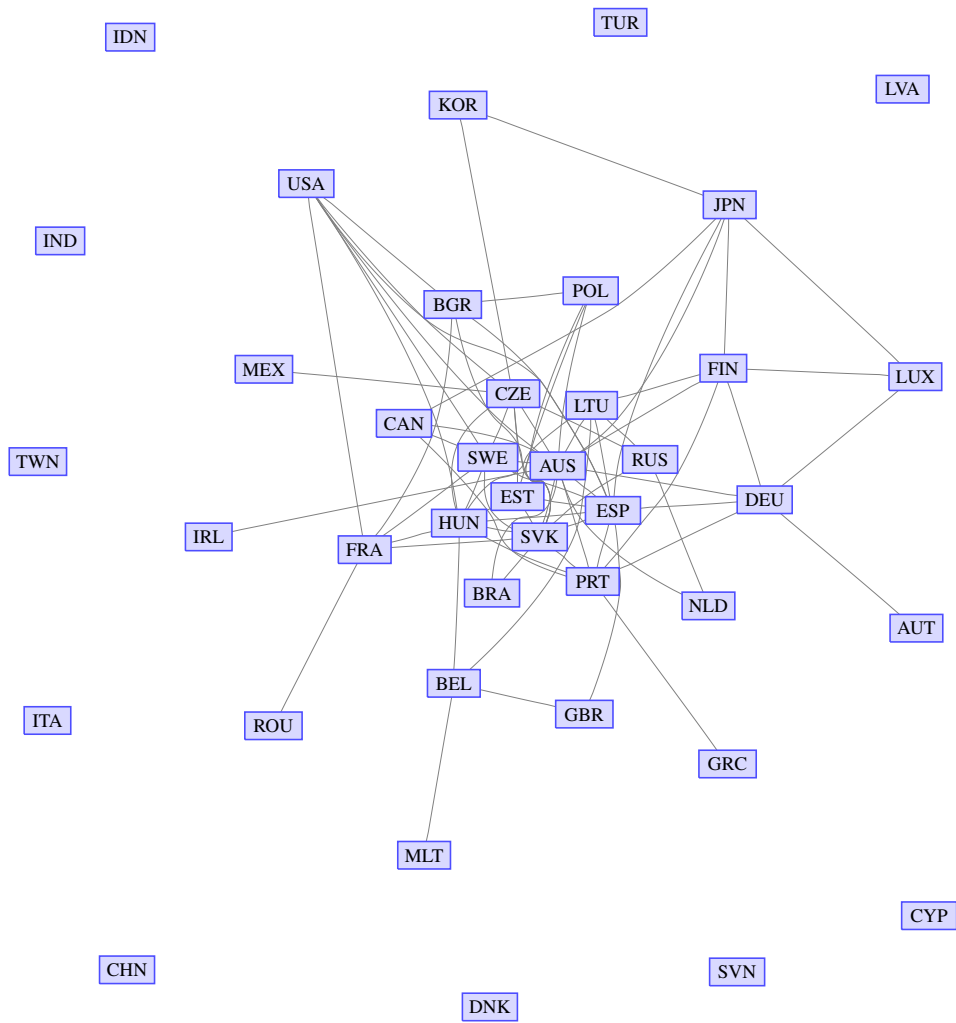 TUR
IDN
LVA
KOR
USA
JPN
IND
POL
BGR
FIN
MEX
LUX
CZE
LTU
CAN
SWE
RUS
TWN
AUS
EST
DEU
ESP
HUN
IRL
SVK
FRA
PRT
BRA
NLD
AUT
BEL
GBR
ITA
ROU
GRC
MLT
CYP
CHN
SVN
DNK